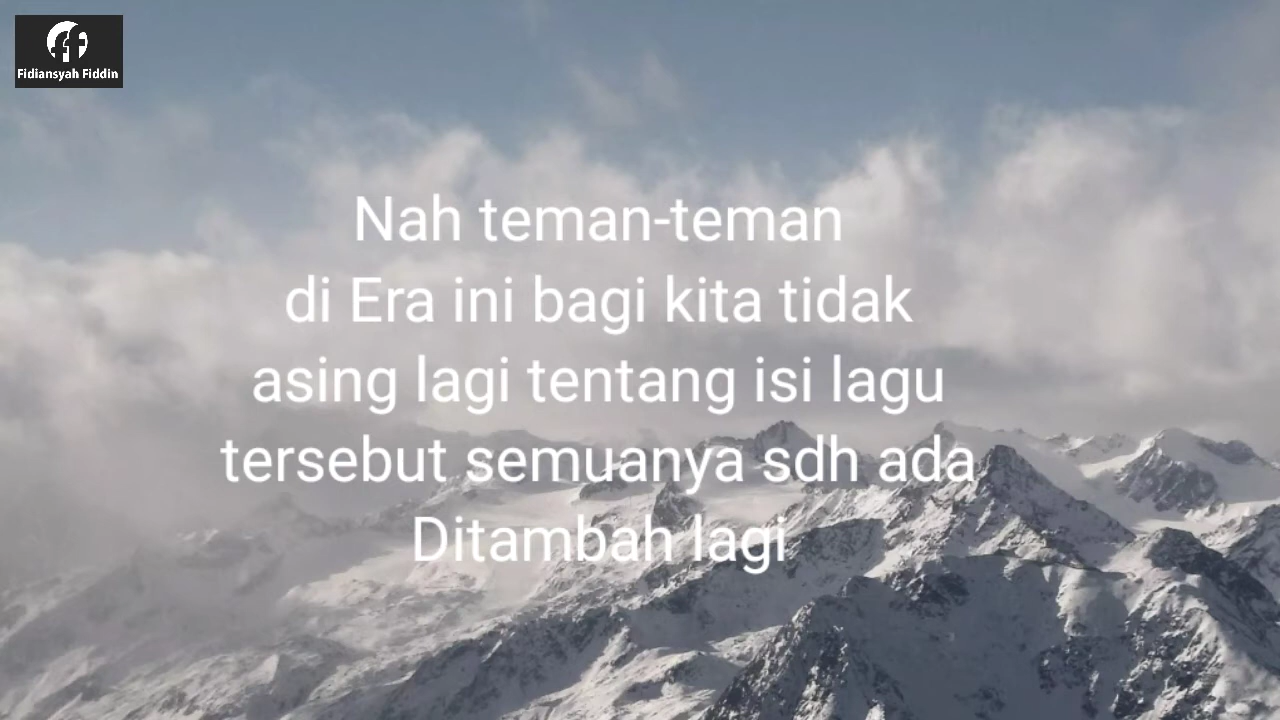 ff
Fidiansyah Fiddin
Nah teman-teman
di Era ini bagi kita tidak
asing lagi tentang isi lagu
tersebut semuanya sdh ada
Ditambah lagi